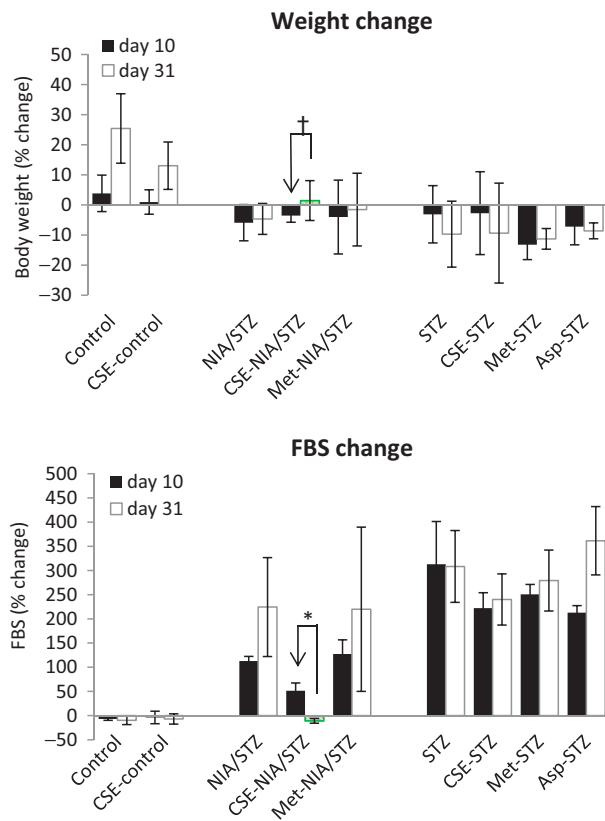 Weight change
day 10
day 31
Body weight (% change)
50
40
30
20
10
0
−10
−20
−30
†
Control
CSE-control
NIA/STZ
CSE-NIA/STZ
Met-NIA/STZ
STZ
CSE-STZ
Met-STZ
Asp-STZ
FBS change
day 10
day 31
FBS (% change)
500
450
400
350
300
250
200
150
100
50
0
−50
*
Control
CSE-control
NIA/STZ
CSE-NIA/STZ
Met-NIA/STZ
STZ
CSE-STZ
Met-STZ
Asp-STZ